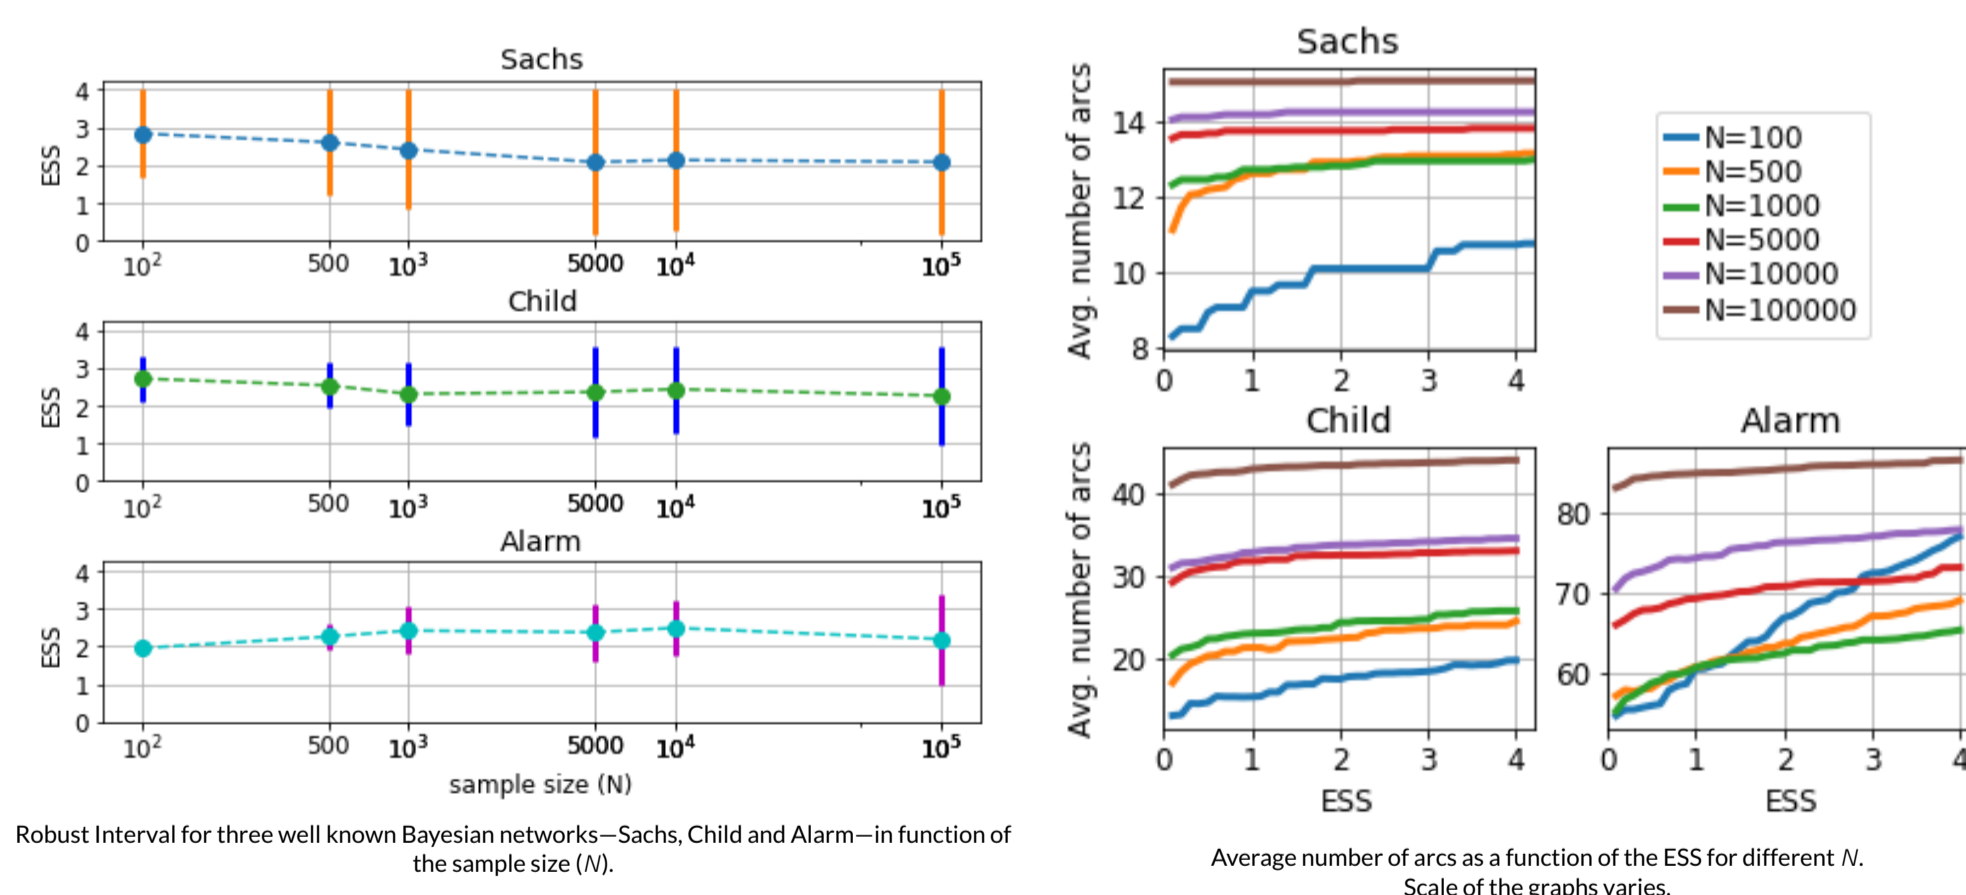 Sachs
4
3
2
1
0
ESS
10²
500
10³
5000
10⁴
10⁵
Child
4
3
2
1
0
ESS
10²
500
10³
5000
10⁴
10⁵
Alarm
4
3
2
1
0
ESS
10²
500
10³
5000
10⁴
10⁵
sample size (N)
Robust Interval for three well known Bayesian networks—Sachs, Child and Alarm—in function of
the sample size (N).
Sachs
Avg. number of arcs
14
12
10
8
0
1
2
3
4
N=100
N=500
N=1000
N=5000
N=10000
N=100000
Child
Avg. number of arcs
40
30
20
0
1
2
3
4
ESS
Alarm
80
70
60
0
1
2
3
4
ESS
Average number of arcs as a function of the ESS for different N.
Scale of the graphs varies.